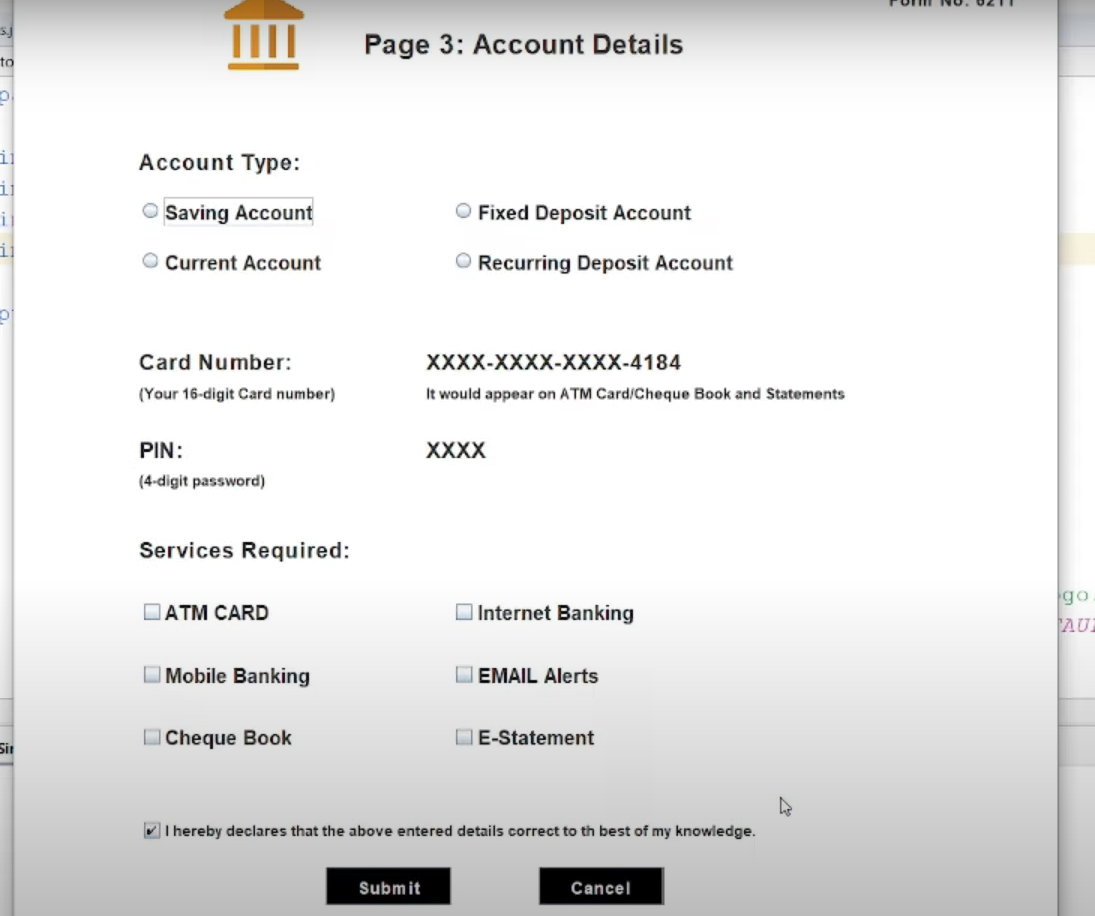 Form No. 6211
Page 3: Account Details
Account Type:
Saving Account
Fixed Deposit Account
Current Account
Recurring Deposit Account
Card Number:
XXXX-XXXX-XXXX-4184
(Your 16-digit Card number)
It would appear on ATM Card/Cheque Book and Statements
PIN:
XXXX
(4-digit password)
Services Required:
ATM CARD
Internet Banking
Mobile Banking
EMAIL Alerts
Cheque Book
E-Statement
I hereby declares that the above entered details correct to th best of my knowledge.
Submit
Cancel